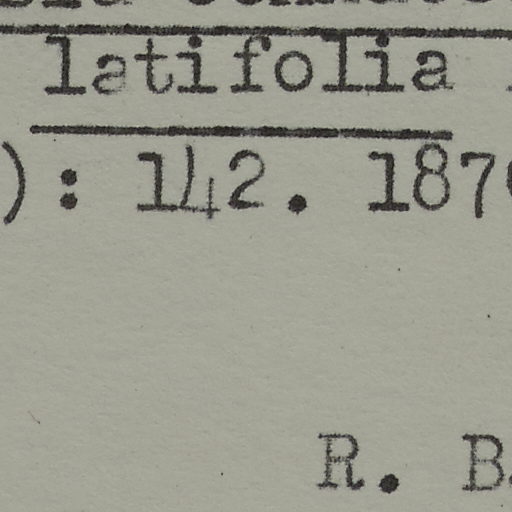 latifolia
): 142. 187
R. B.